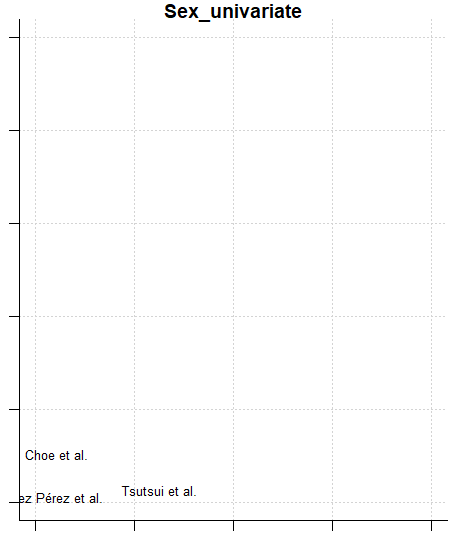 Sex_univariate
Choe et al.
Tsutsui et al.
ez Pérez et al.